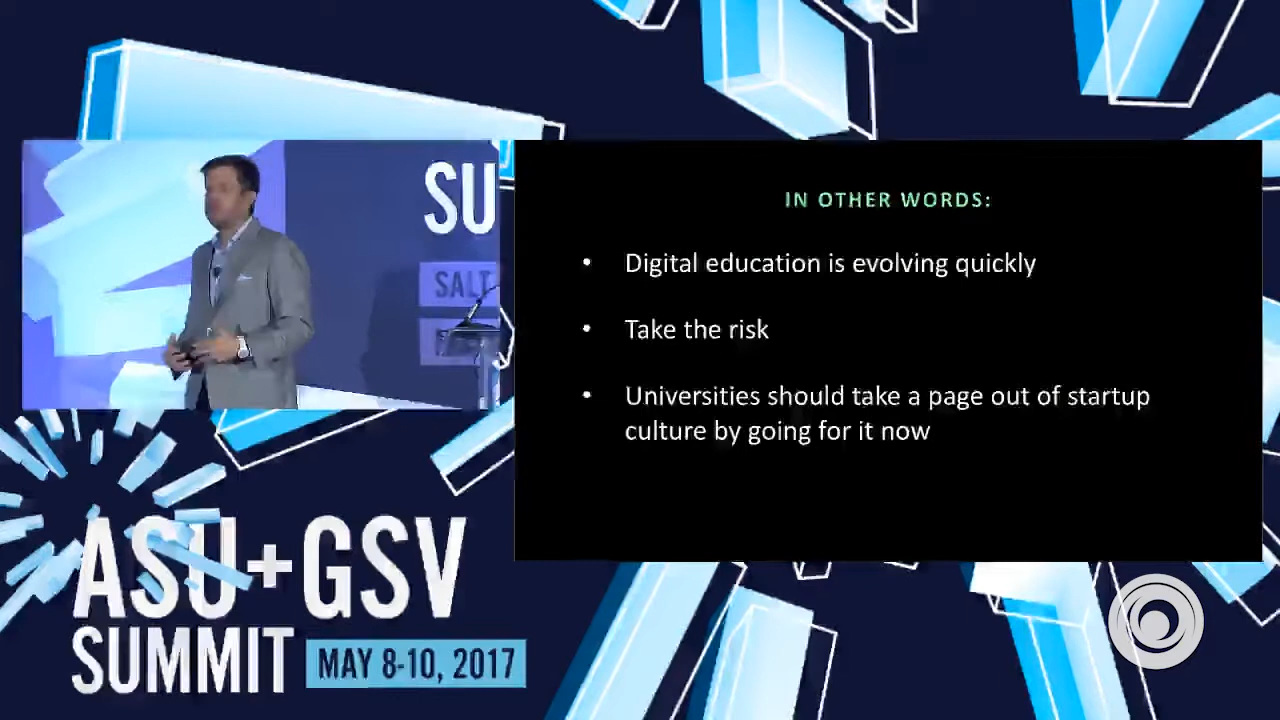 SU
SALT
IN OTHER WORDS:
• Digital education is evolving quickly
• Take the risk
• Universities should take a page out of startup
culture by going for it now
ASU+GSV
SUMMIT
MAY 8-10, 2017